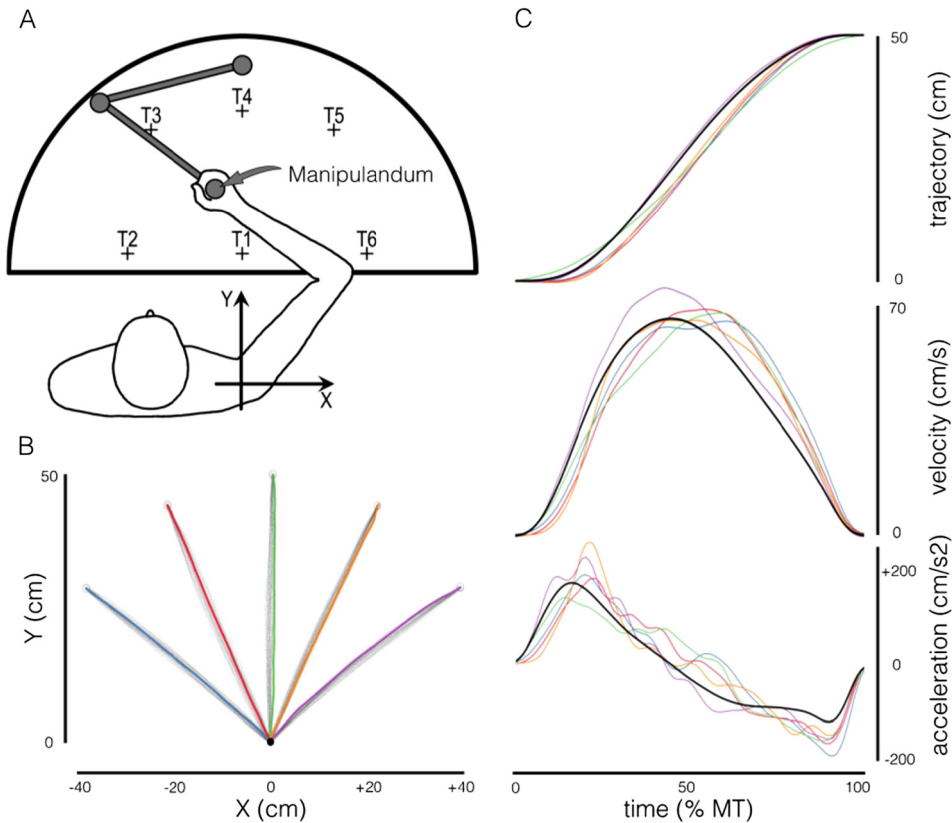 A
T4
T3
T5
Manipulandum
T2
T1
T6
Y
X
B
50
Y (cm)
0
-40
-20
0
+20
+40
X (cm)
C
50
trajectory (cm)
0
70
velocity (cm/s)
0
+200
acceleration (cm/s2)
0
-200
0
50
100
time (% MT)